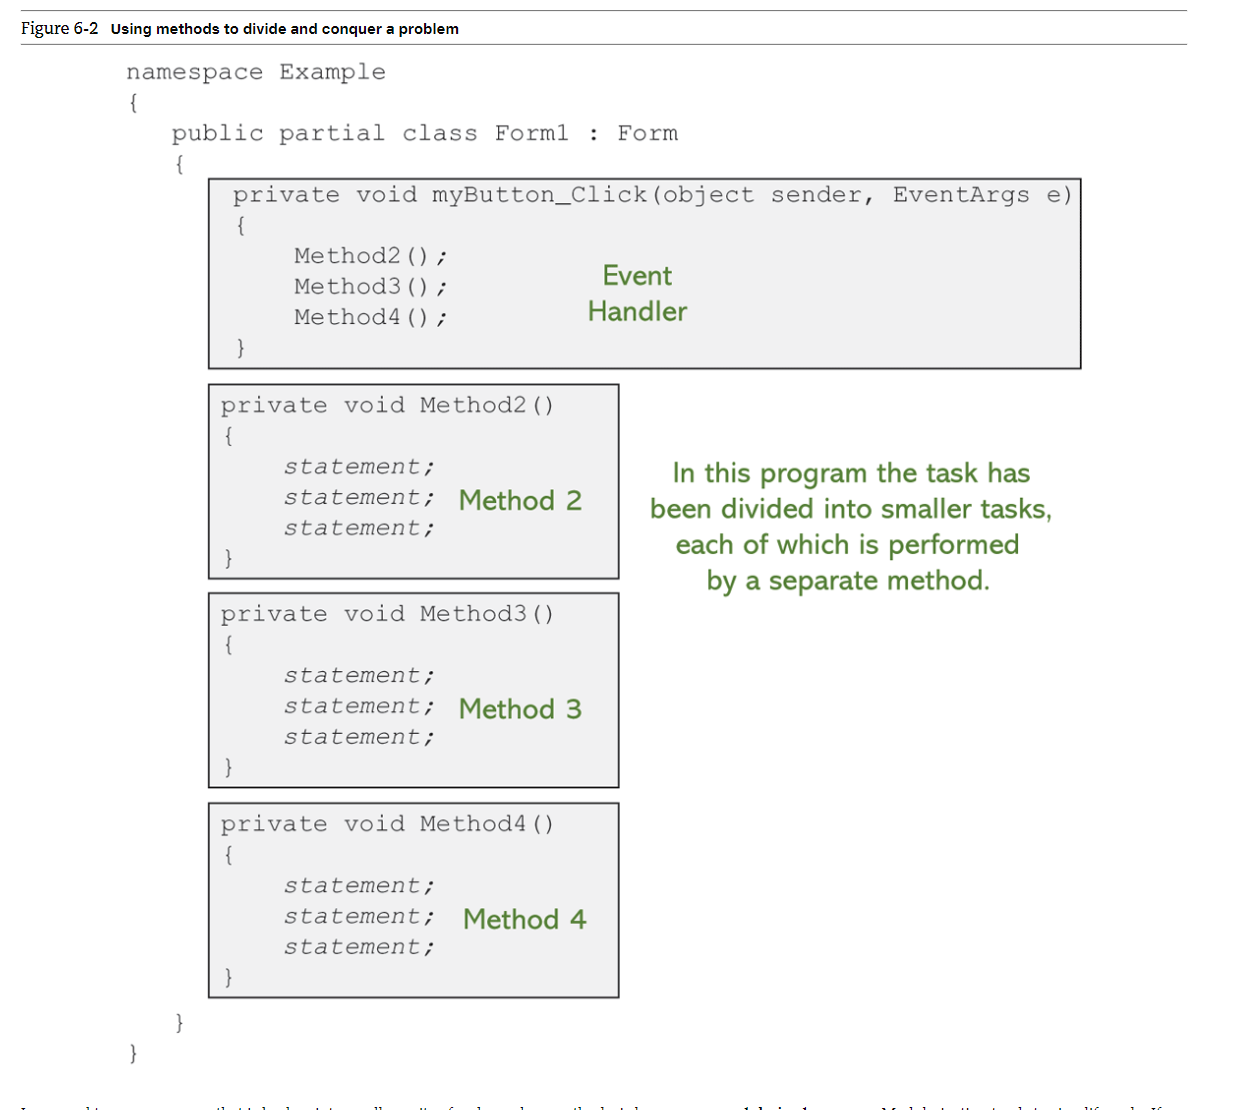 Figure 6-2 Using methods to divide and conquer a problem
namespace Example
{
public partial class Form1 : Form
{
private void myButton_Click(object sender, EventArgs e)
{
Method2();
Method3();
Method4();
}
Event
Handler
private void Method2()
{
statement;
statement;
statement;
}
Method 2
In this program the task has
been divided into smaller tasks,
each of which is performed
by a separate method.
private void Method3()
{
statement;
statement;
statement;
}
Method 3
private void Method4()
{
statement;
statement;
statement;
}
Method 4
}
}